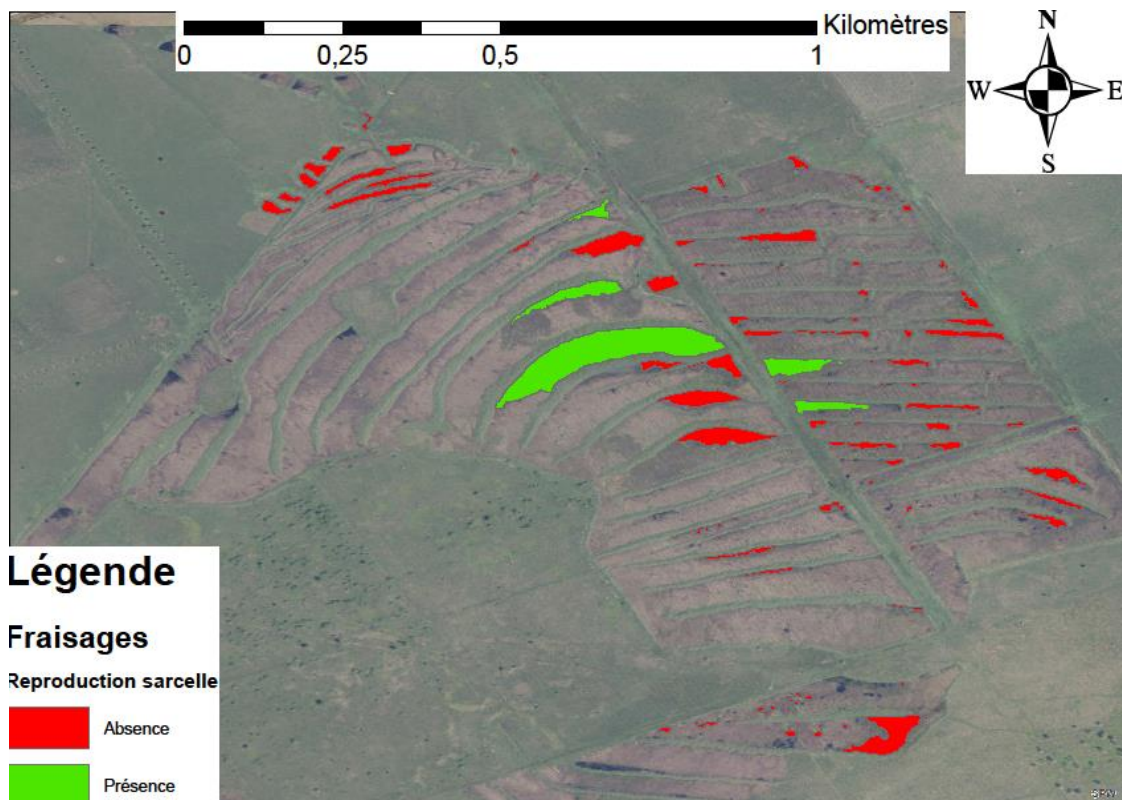 Kilomètres
0 0,25 0,5 1
N
W E
S
Légende
Fraisages
Reproduction sarcelle
Absence
Présence